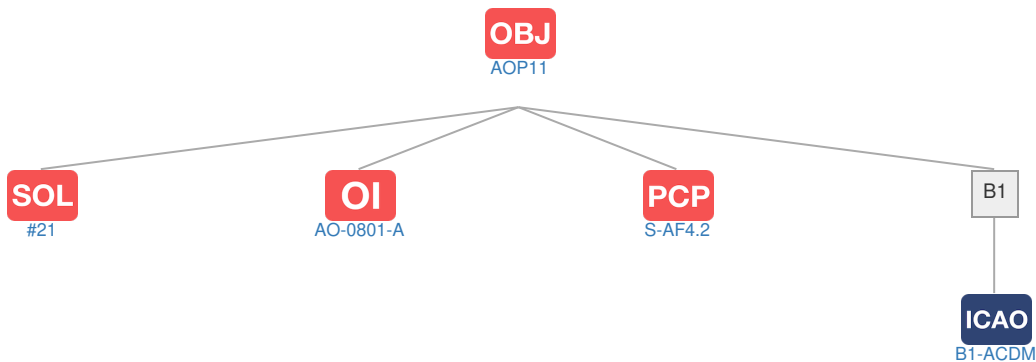 OBJ
AOP11
SOL
#21
OI
AO-0801-A
PCP
S-AF4.2
B1
ICAO
B1-ACDM